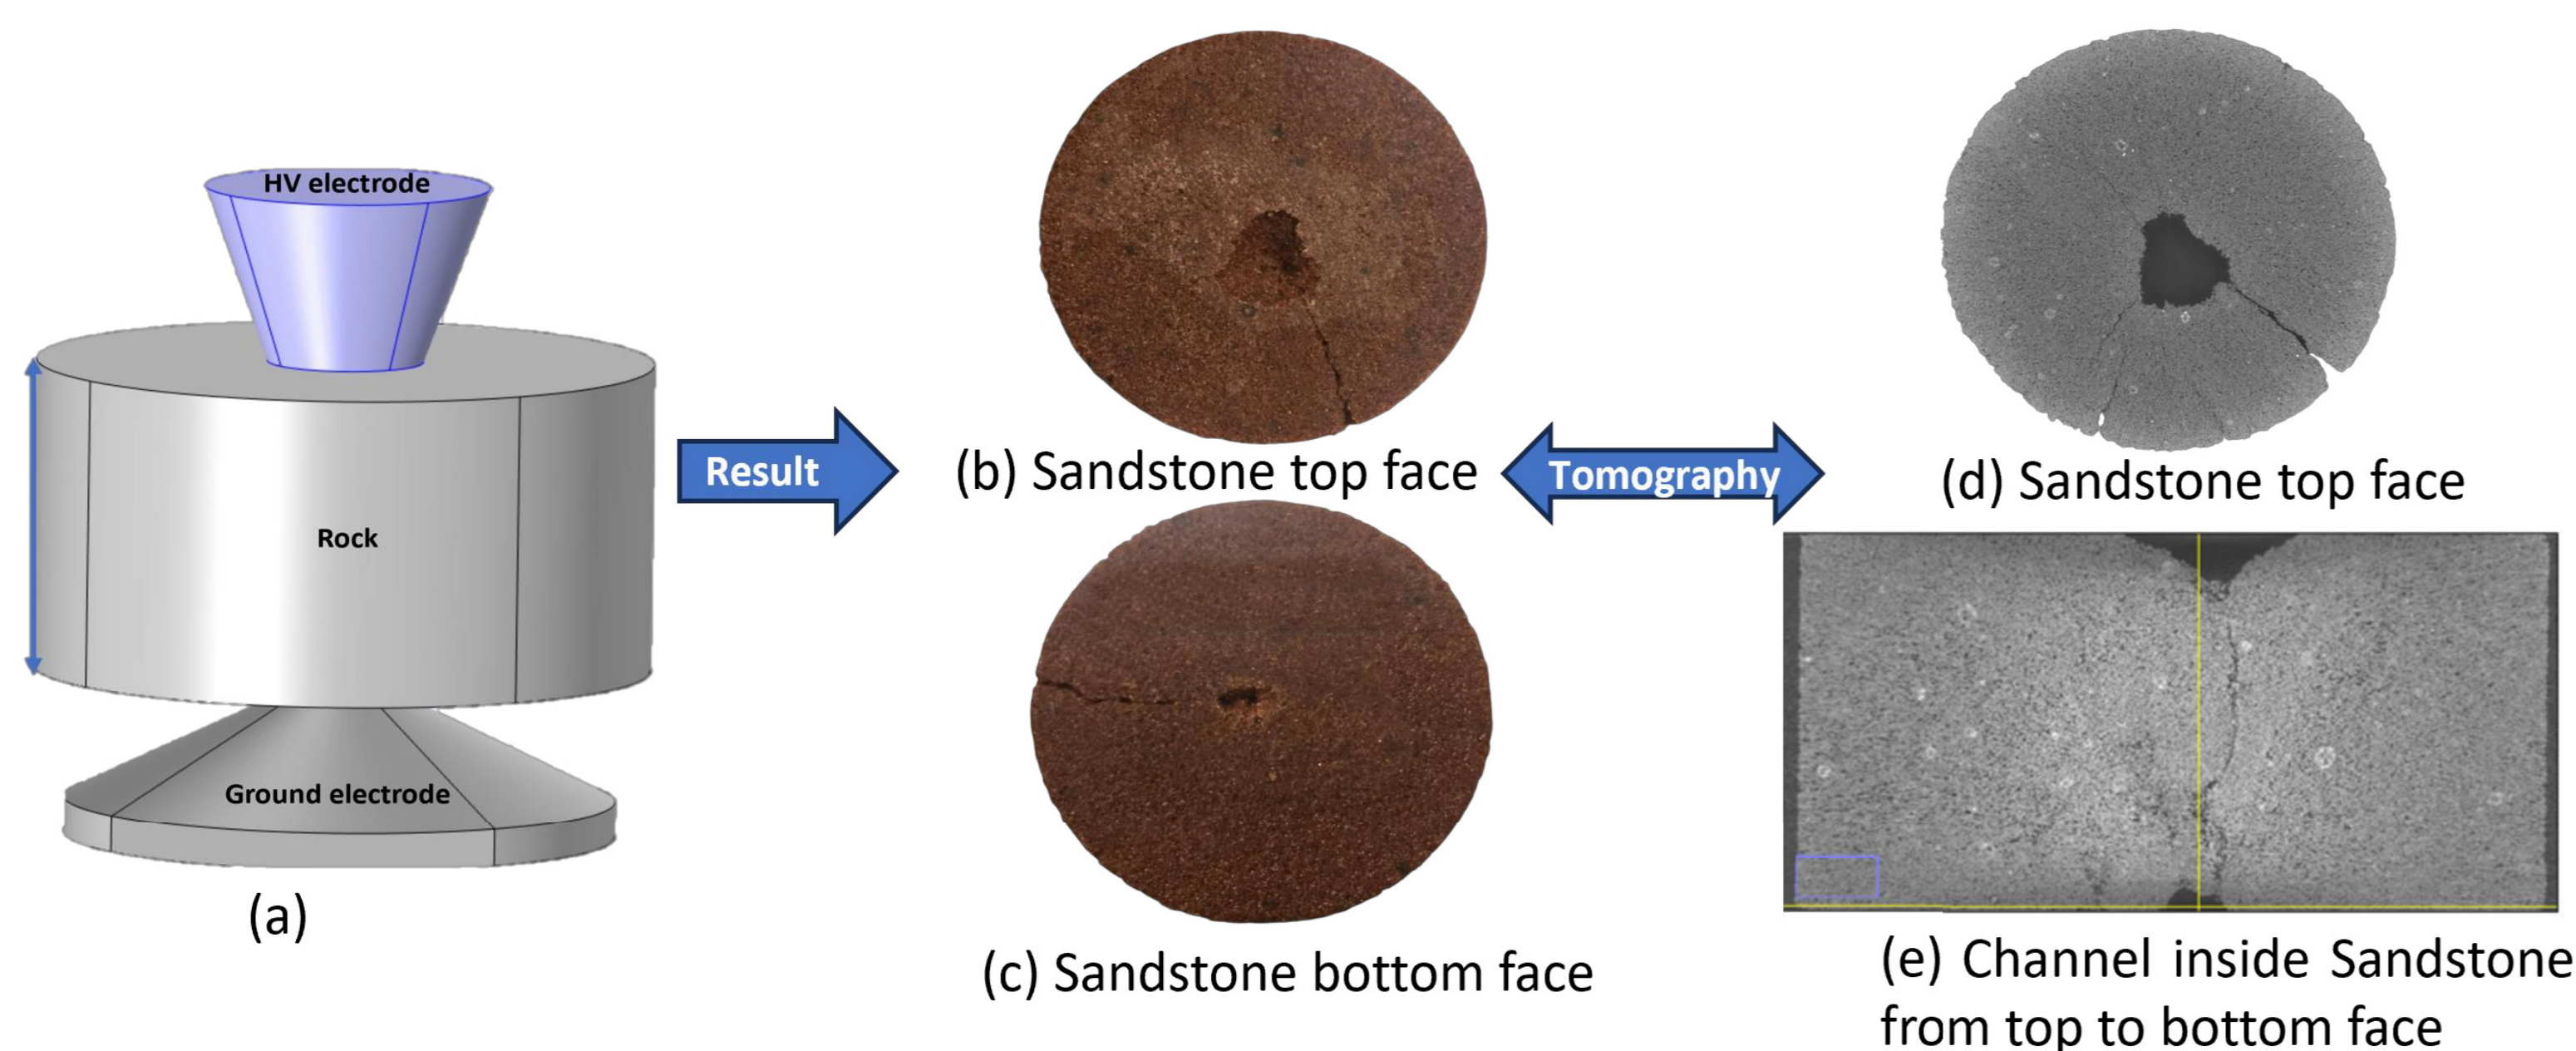 HV electrode
Rock
Ground electrode
(a)
Result
(b) Sandstone top face
(c) Sandstone bottom face
Tomography
(d) Sandstone top face
(e) Channel inside Sandstone
from top to bottom face